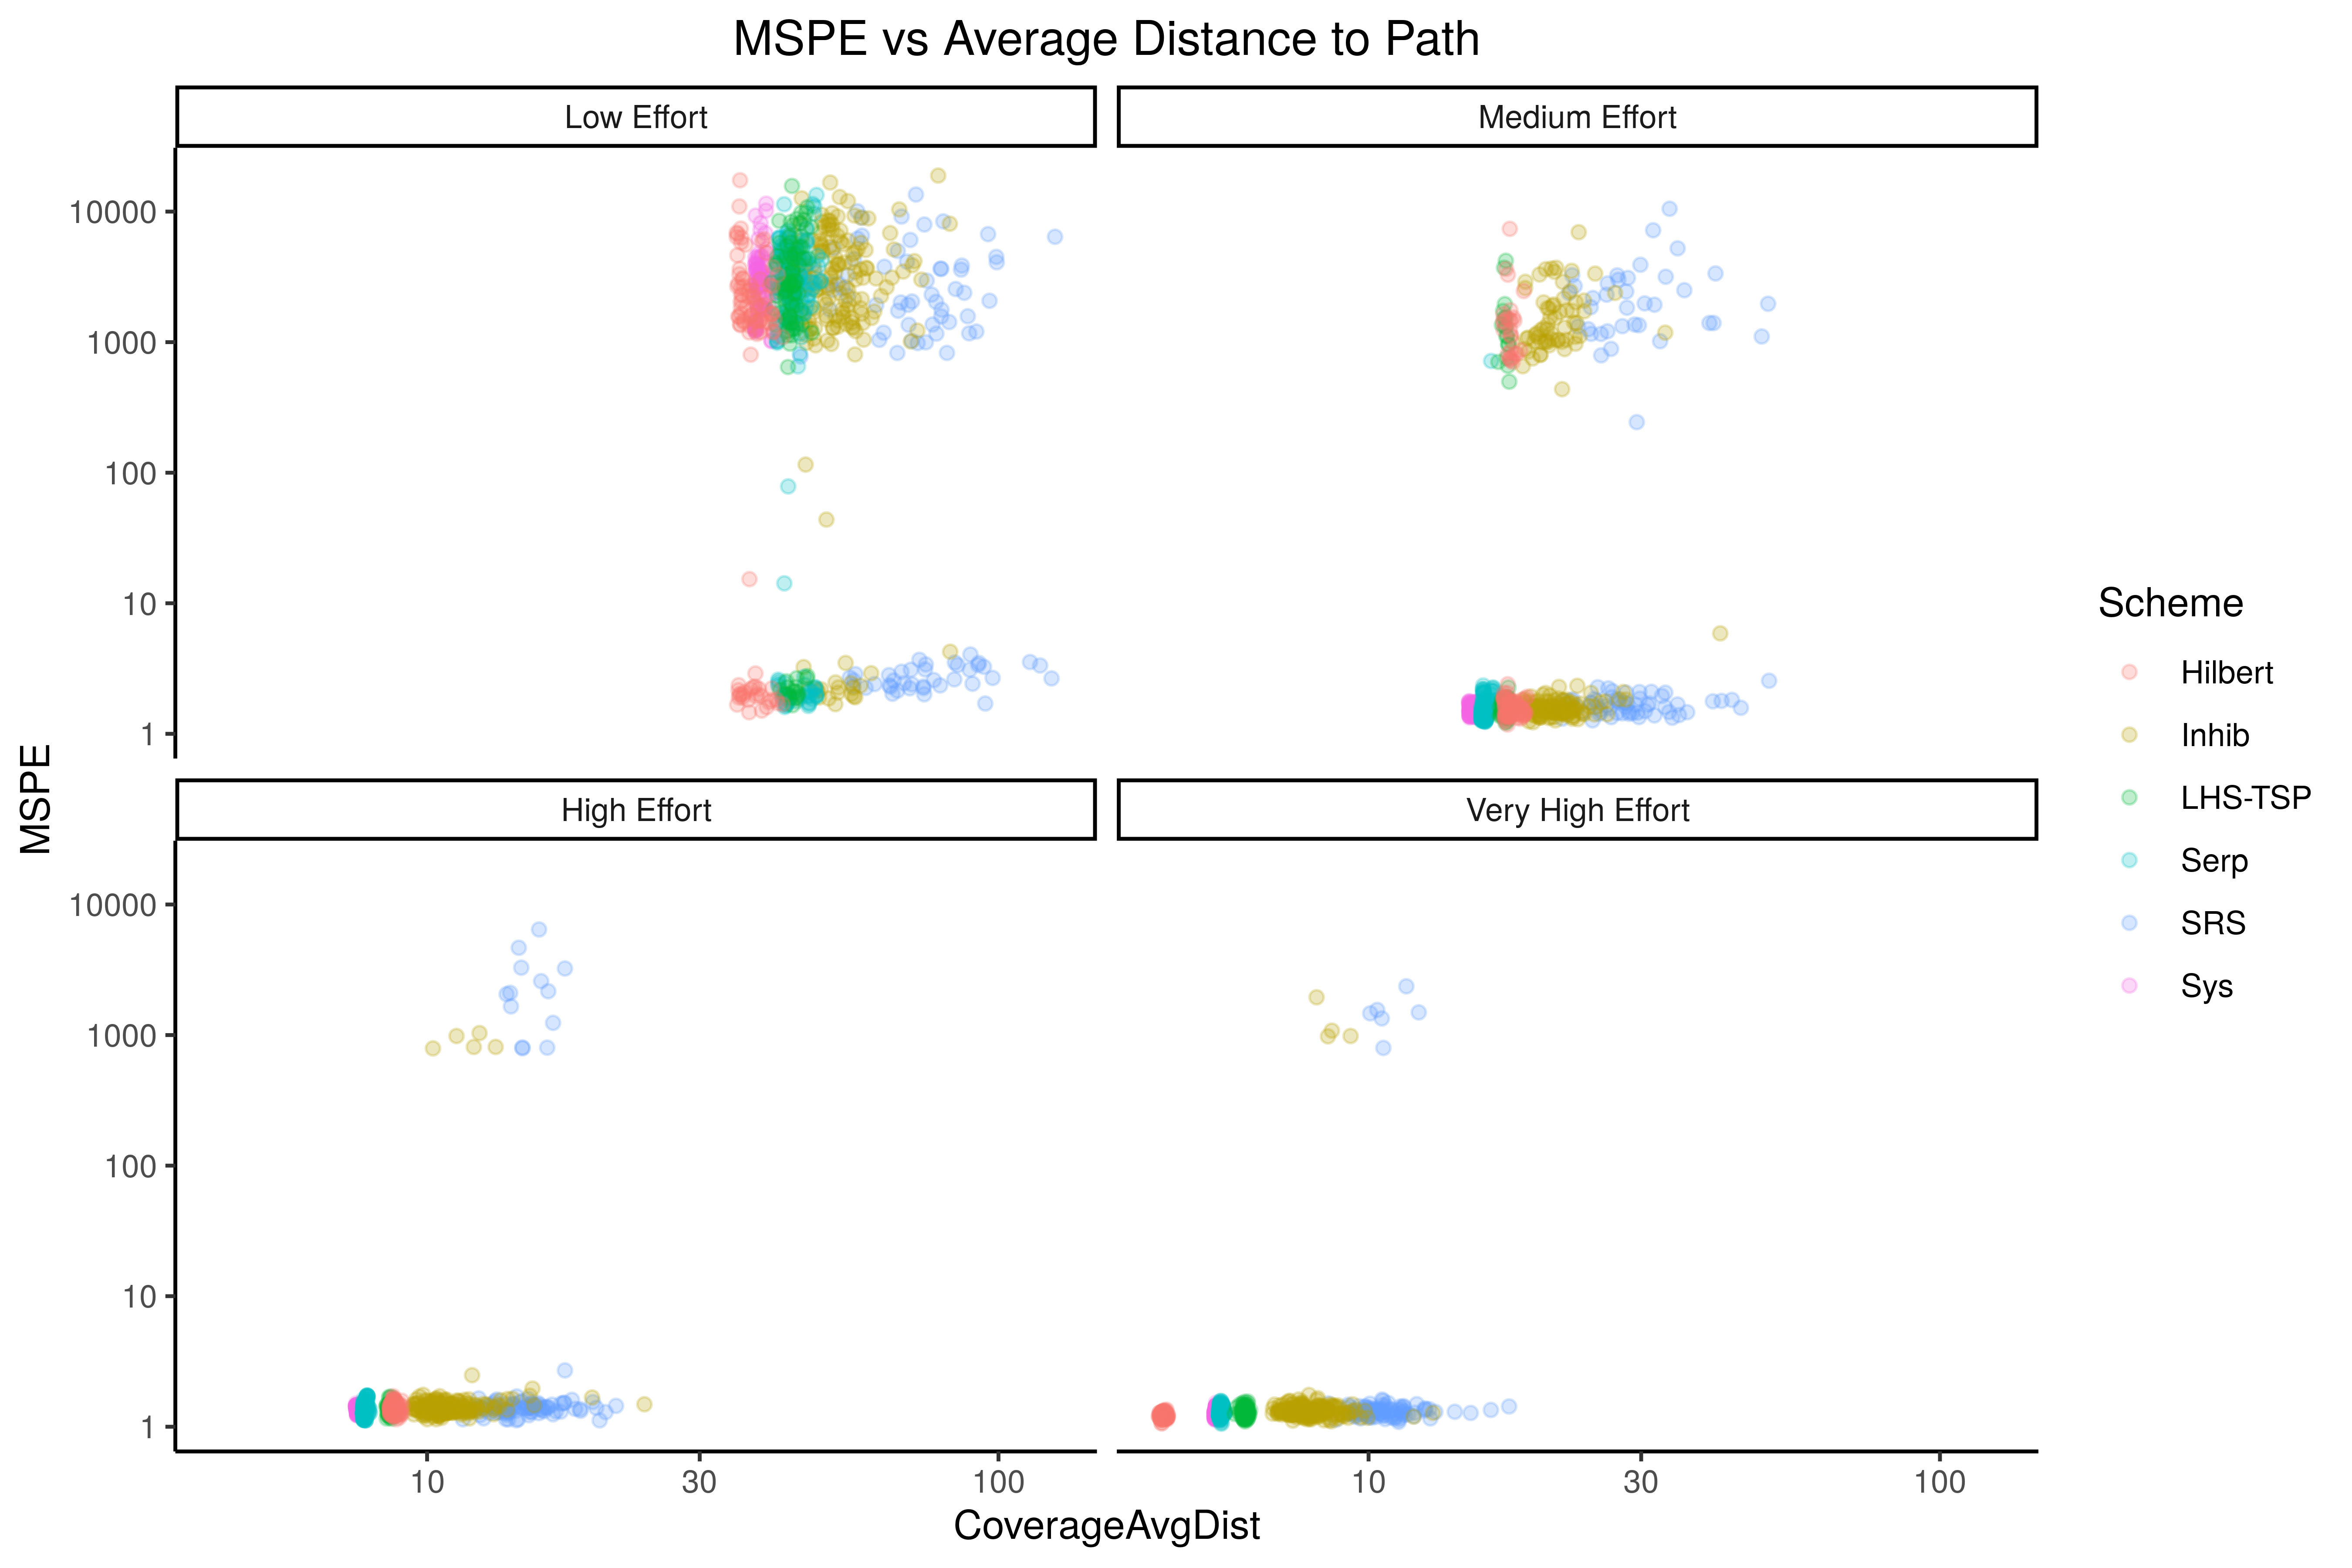 MSPE vs Average Distance to Path
Low Effort
Medium Effort
10000
1000
100
10
1
High Effort
Very High Effort
10000
1000
100
10
1
10
30
100
10
30
100
CoverageAvgDist
MSPE
Scheme
Hilbert
Inhib
LHS-TSP
Serp
SRS
Sys